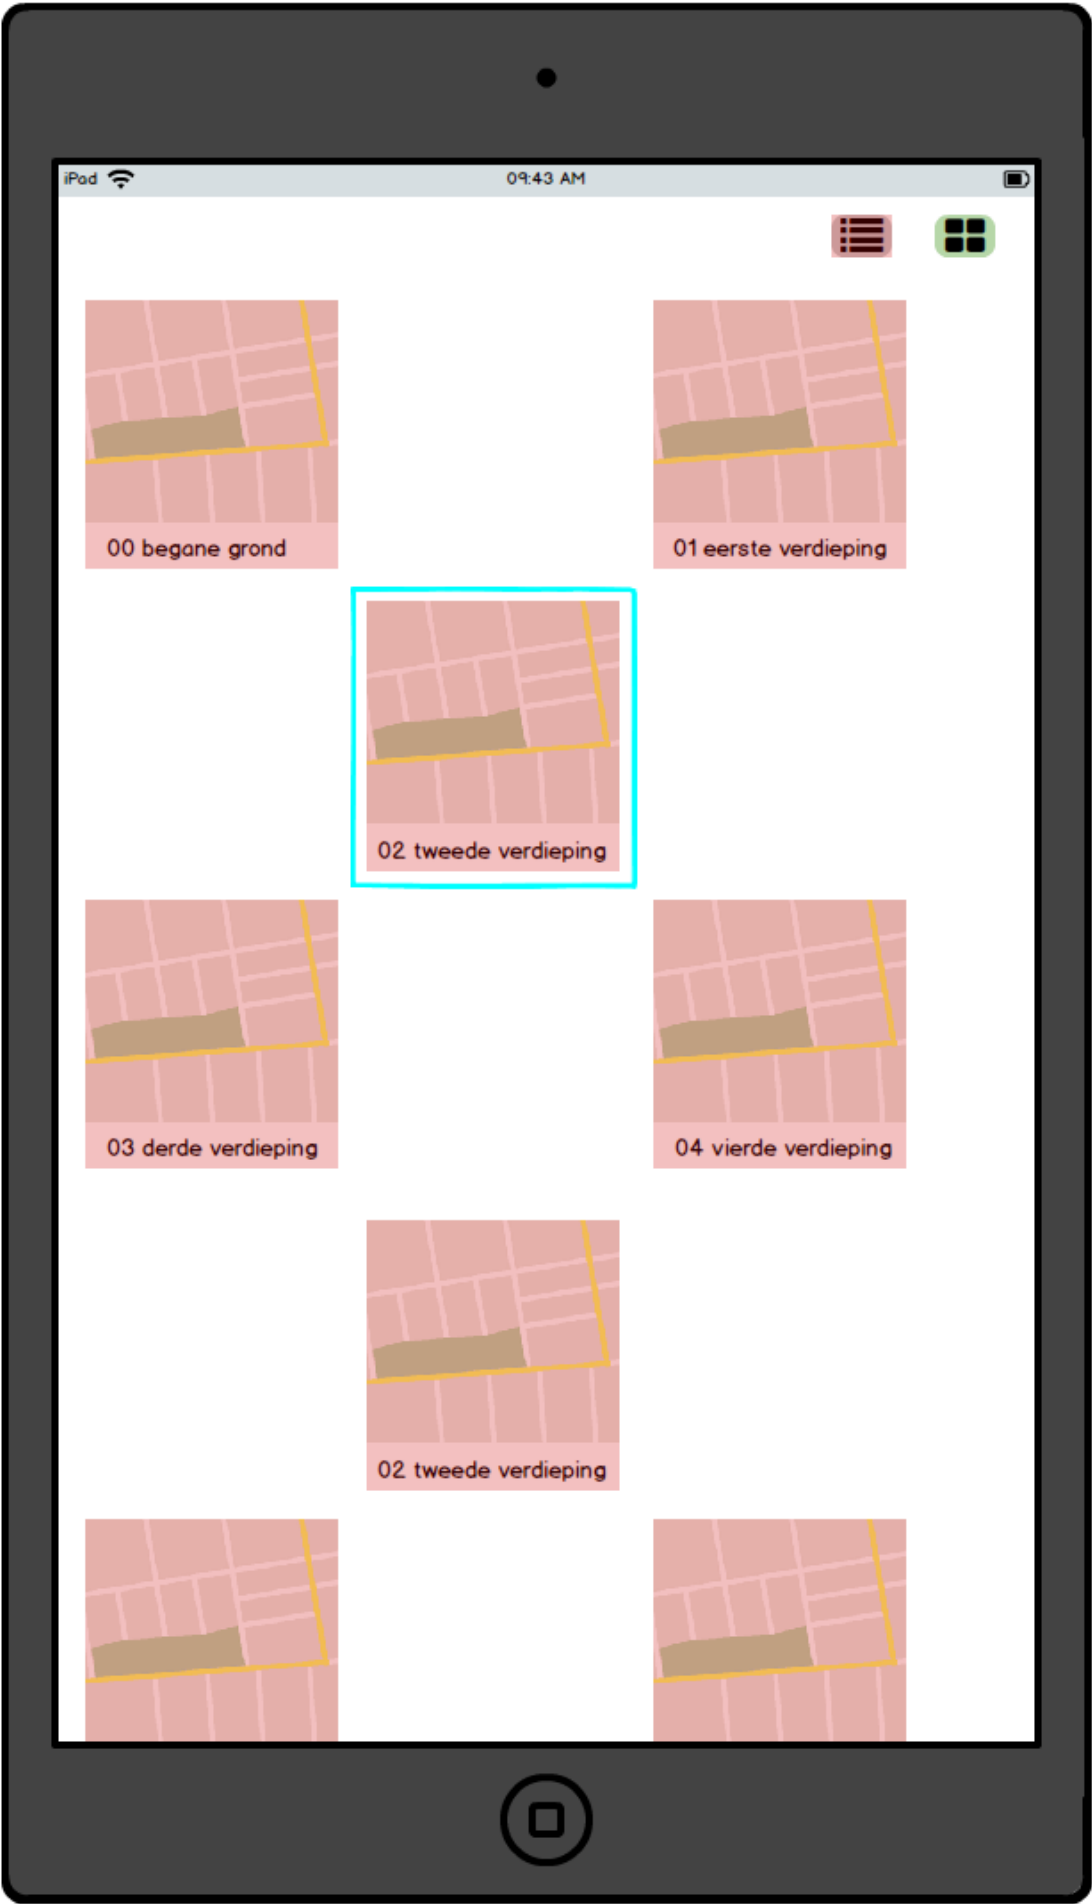 iPad
09:43 AM
00 begane grond
01 eerste verdieping
02 tweede verdieping
03 derde verdieping
04 vierde verdieping
02 tweede verdieping